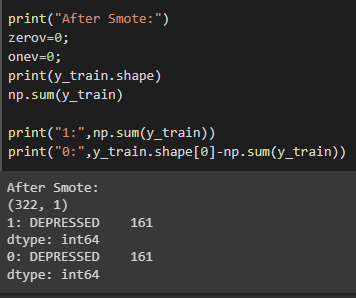 print("After Smote:")
zerov=0;
onev=0;
print(y_train.shape)
np.sum(y_train)

print("1:",np.sum(y_train))
print("0:",y_train.shape[0]-np.sum(y_train))
After Smote:
(322, 1)
1: DEPRESSED    161
dtype: int64
0: DEPRESSED    161
dtype: int64